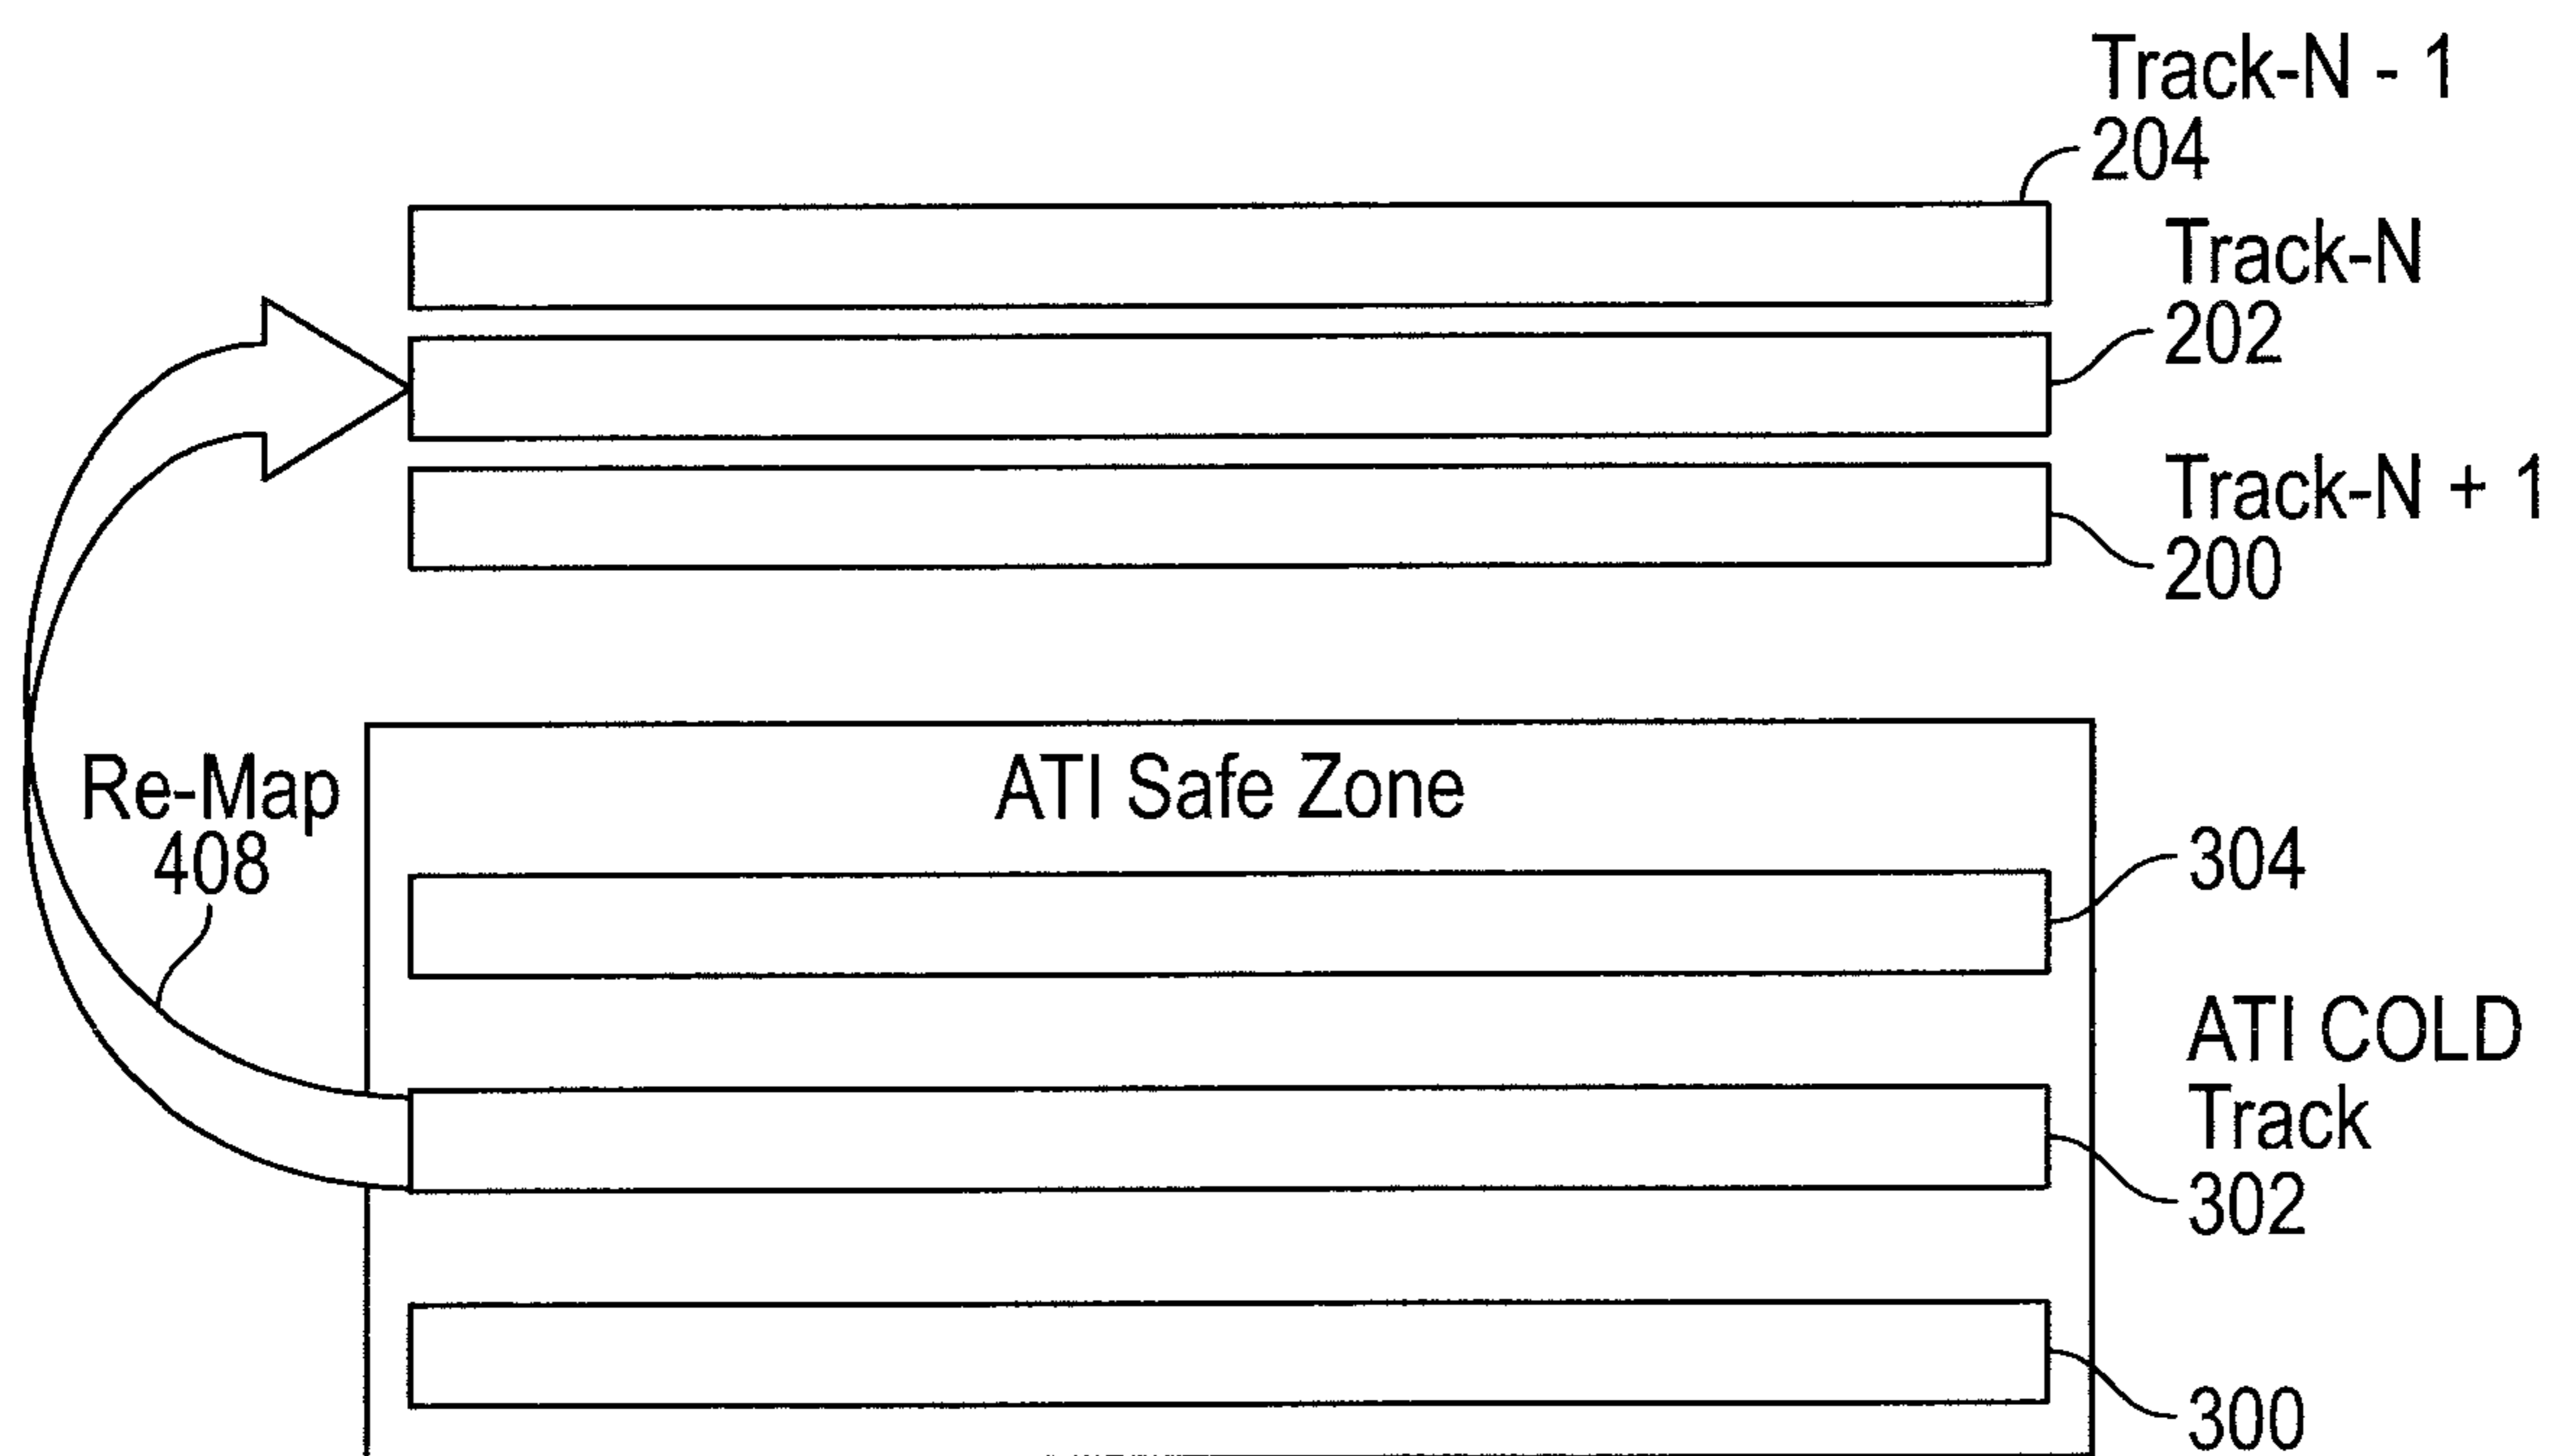 Track-N - 1
204
Track-N
202
Track-N + 1
200
ATI Safe Zone
Re-Map
408
304
ATI COLD
Track
302
300